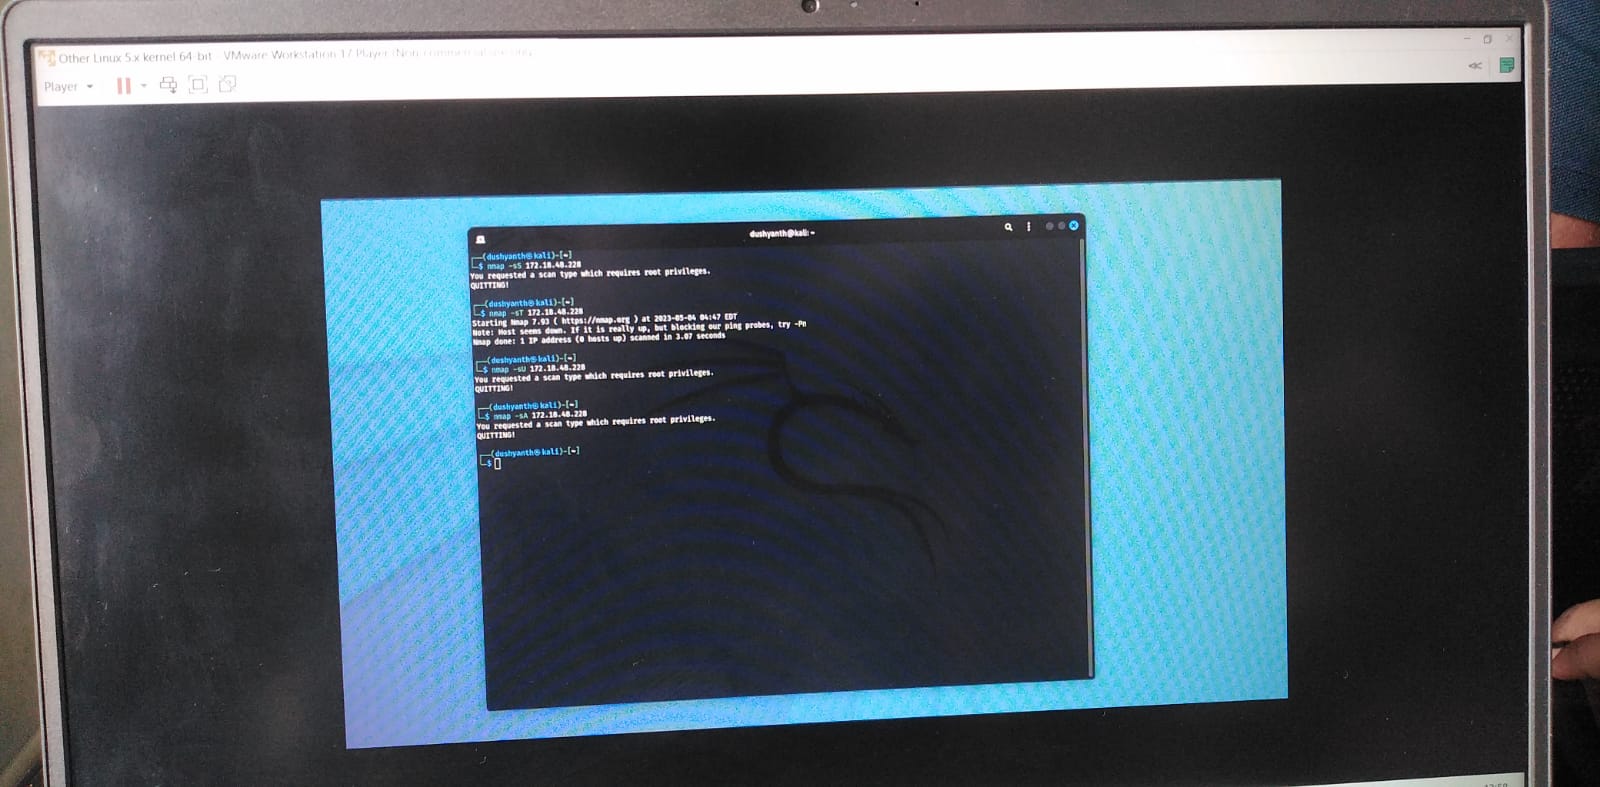 Other Linux 5.x kernel 64-bit - VMware Workstation 17 Player (Non-commercial use only)
Player
dushyanth@kali: ~
┌──(dushyanth㉿kali)-[~]
└─$ nmap -sS 172.18.48.228
You requested a scan type which requires root privileges.
QUITTING!
┌──(dushyanth㉿kali)-[~]
└─$ nmap -sT 172.18.48.228
Starting Nmap 7.93 ( https://nmap.org ) at 2023-05-04 04:47 EDT
Note: Host seems down. If it is really up, but blocking our ping probes, try -Pn
Nmap done: 1 IP address (0 hosts up) scanned in 3.07 seconds
┌──(dushyanth㉿kali)-[~]
└─$ nmap -sU 172.18.48.228
You requested a scan type which requires root privileges.
QUITTING!
┌──(dushyanth㉿kali)-[~]
└─$ nmap -sA 172.18.48.228
You requested a scan type which requires root privileges.
QUITTING!
┌──(dushyanth㉿kali)-[~]
└─$